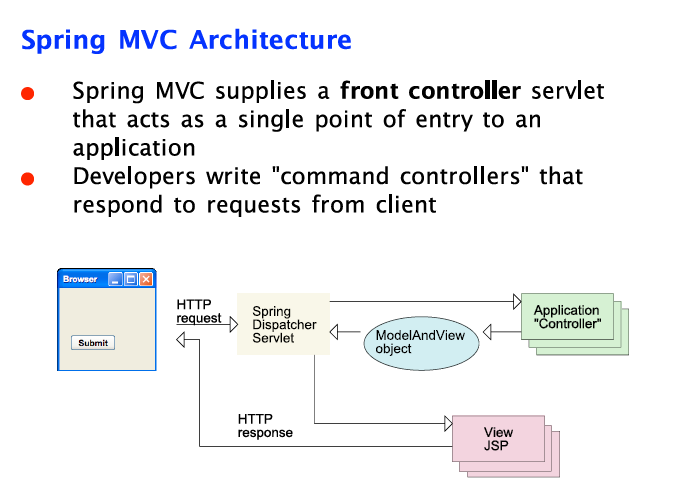 Spring MVC Architecture
Spring MVC supplies a front controller servlet
that acts as a single point of entry to an
application
Developers write "command controllers" that
respond to requests from client
Browser
Submit
HTTP
request
Spring
Dispatcher
Servlet
ModelAndView
object
Application
"Controller"
HTTP
response
View
JSP